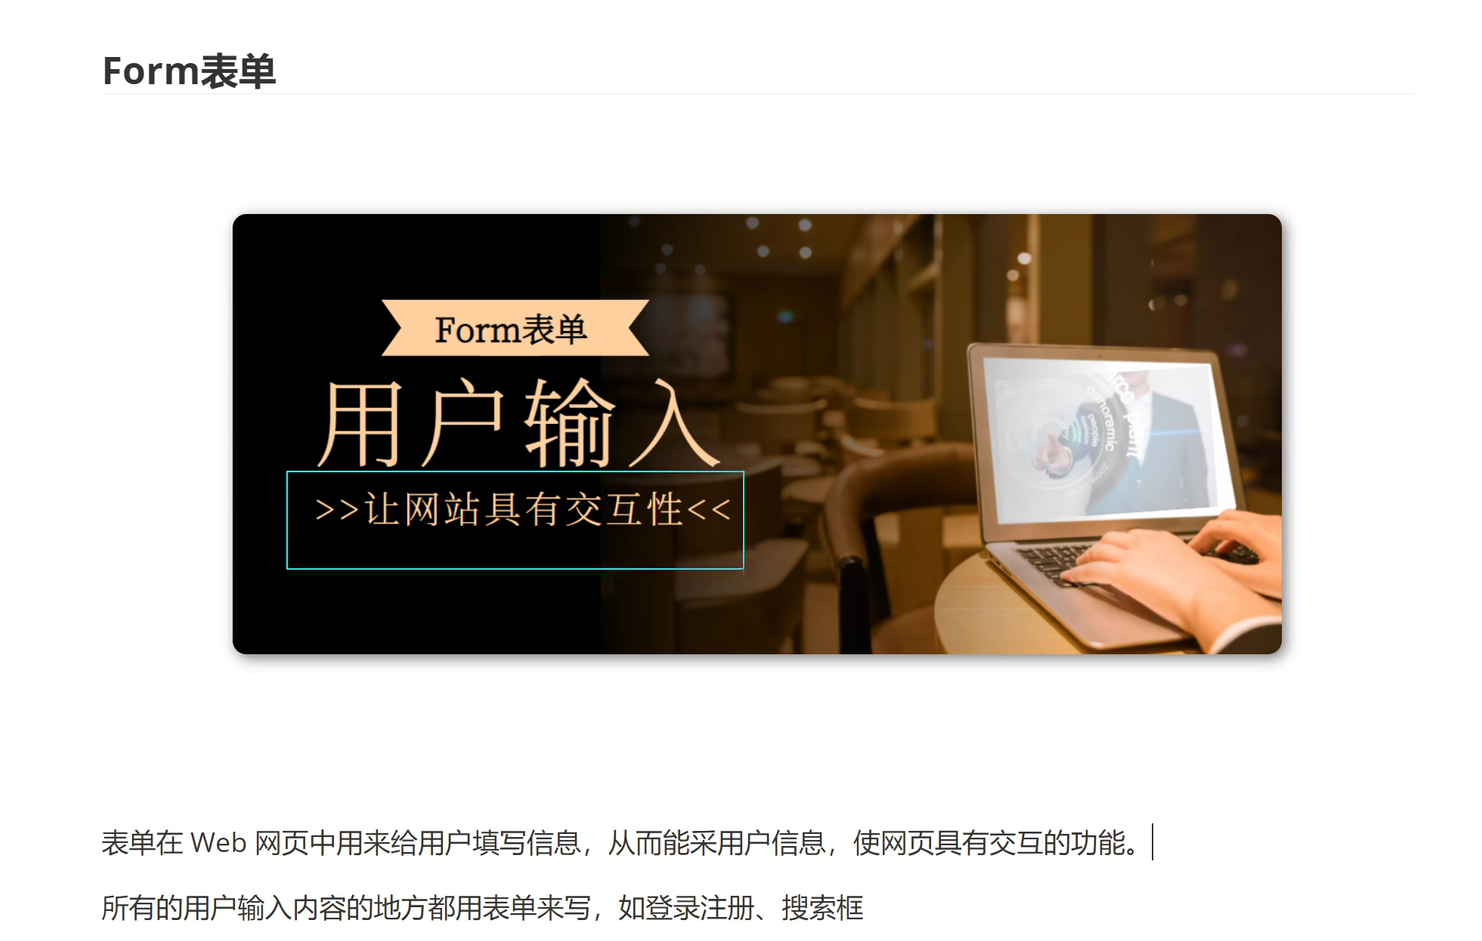 Form表单
Form表单
用户输入
>>让网站具有交互性<<
arco plant
panoramic
people
ZOOM
表单在 Web 网页中用来给用户填写信息，从而能采用户信息，使网页具有交互的功能。
所有的用户输入内容的地方都用表单来写，如登录注册、搜索框